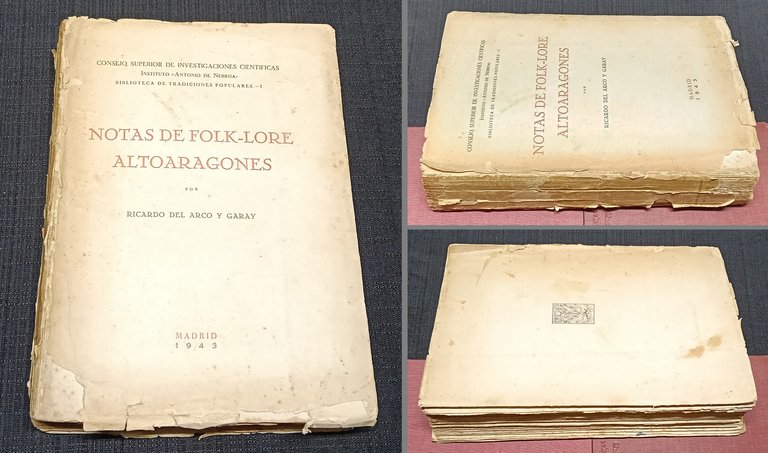 CONSEJO SUPERIOR DE INVESTIGACIONES CIENTIFICAS
INSTITUTO «ANTONIO DE NEBRIJA»
BIBLIOTECA DE TRADICIONES POPULARES.—I
NOTAS DE FOLK-LORE
ALTOARAGONES
POR
RICARDO DEL ARCO Y GARAY
MADRID
1943
CONSEJO SUPERIOR DE INVESTIGACIONES CIENTIFICAS
INSTITUTO «ANTONIO DE NEBRIJA»
BIBLIOTECA DE TRADICIONES POPULARES.—I
NOTAS DE FOLK-LORE
ALTOARAGONES
POR
RICARDO DEL ARCO Y GARAY
MADRID
1943